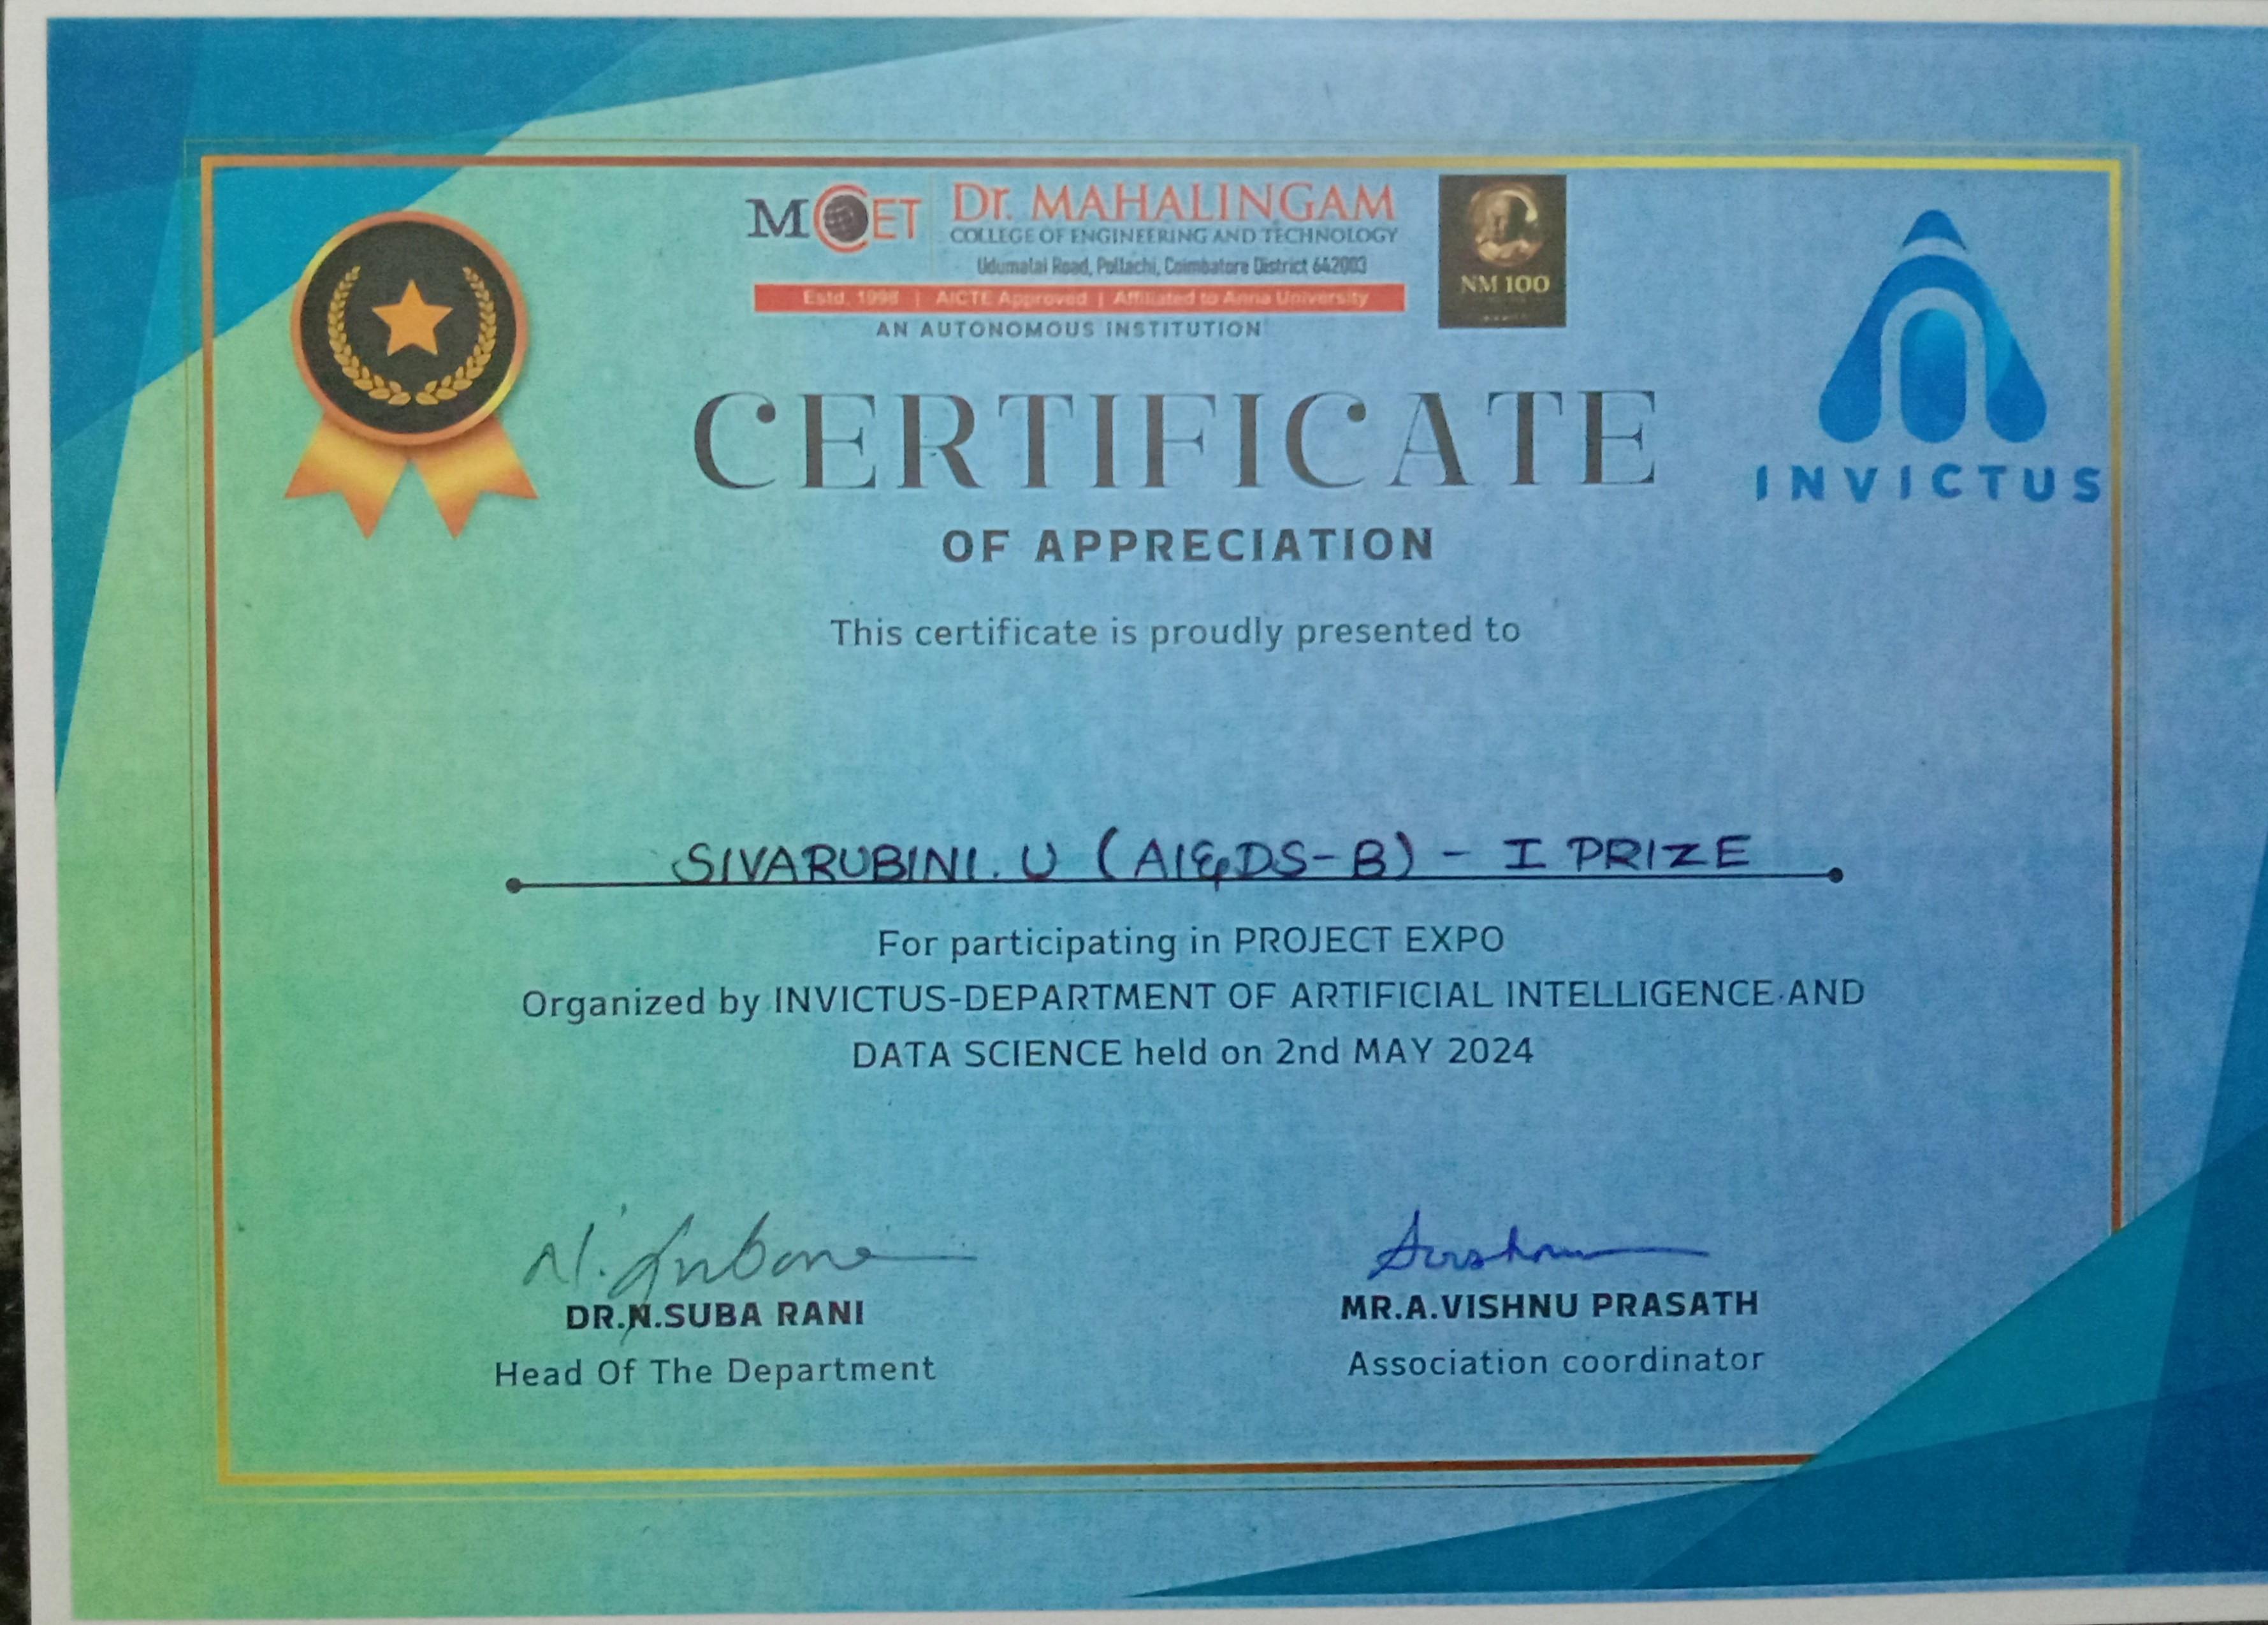 MCET Dr. MAHALINGAM
COLLEGE OF ENGINEERING AND TECHNOLOGY
Udumalai Road, Pollachi, Coimbatore District 642003
Estd. 1998 | AICTE Approved | Affiliated to Anna University
AN AUTONOMOUS INSTITUTION
NM 100
INVICTUS
CERTIFICATE
OF APPRECIATION
This certificate is proudly presented to
SIVARUBINI. U (AI&DS-B) - I PRIZE
For participating in PROJECT EXPO
Organized by INVICTUS-DEPARTMENT OF ARTIFICIAL INTELLIGENCE AND
DATA SCIENCE held on 2nd MAY 2024
DR.N.SUBA RANI
Head Of The Department
MR.A.VISHNU PRASATH
Association coordinator